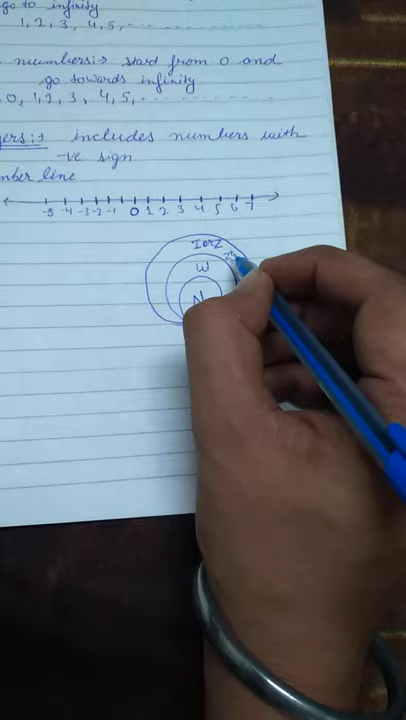 go to infinity
1, 2, 3, 4, 5, - - - - - -
numbers:→ start from 0 and
go towards infinity
0, 1, 2, 3, 4, 5, - - - - - -
includes numbers with
-ve sign
line
-5 -4 -3 -2 -1 0 1 2 3 4 5 6 7
I or Z
W
N